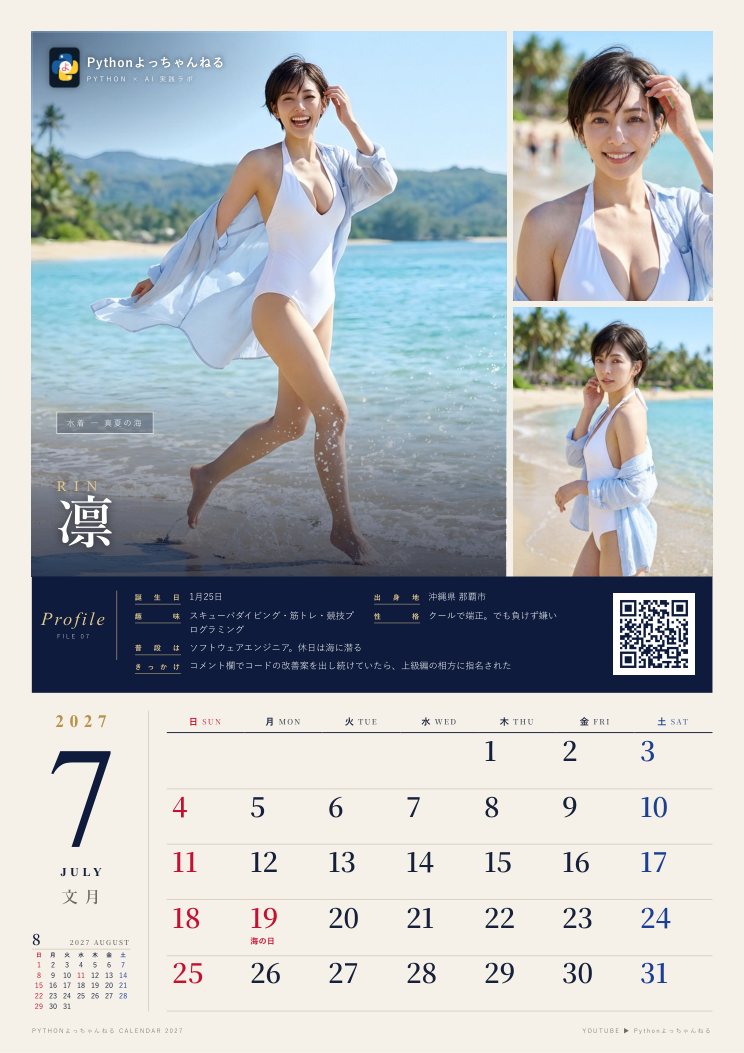 Pythonよっちゃんねる
PYTHON × AI 実践ラボ
水着 — 真夏の海
RIN
凛
Profile
FILE 07
誕生日 1月25日
出身地 沖縄県 那覇市
趣味 スキューバダイビング・筋トレ・競技プ
ログラミング
性格 クールで端正。でも負けず嫌い
普段は ソフトウェアエンジニア。休日は海に潜る
きっかけ コメント欄でコードの改善案を出し続けていたら、上級編の相方に指名された
2027
7
JULY
文月
日 SUN 月 MON 火 TUE 水 WED 木 THU 金 FRI 土 SAT
1 2 3
4 5 6 7 8 9 10
11 12 13 14 15 16 17
18 19 20 21 22 23 24
海の日
25 26 27 28 29 30 31
8 2027 AUGUST
日 月 火 水 木 金 土
1 2 3 4 5 6 7
8 9 10 11 12 13 14
15 16 17 18 19 20 21
22 23 24 25 26 27 28
29 30 31
PYTHONよっちゃんねる CALENDAR 2027
YOUTUBE ▶ Pythonよっちゃんねる